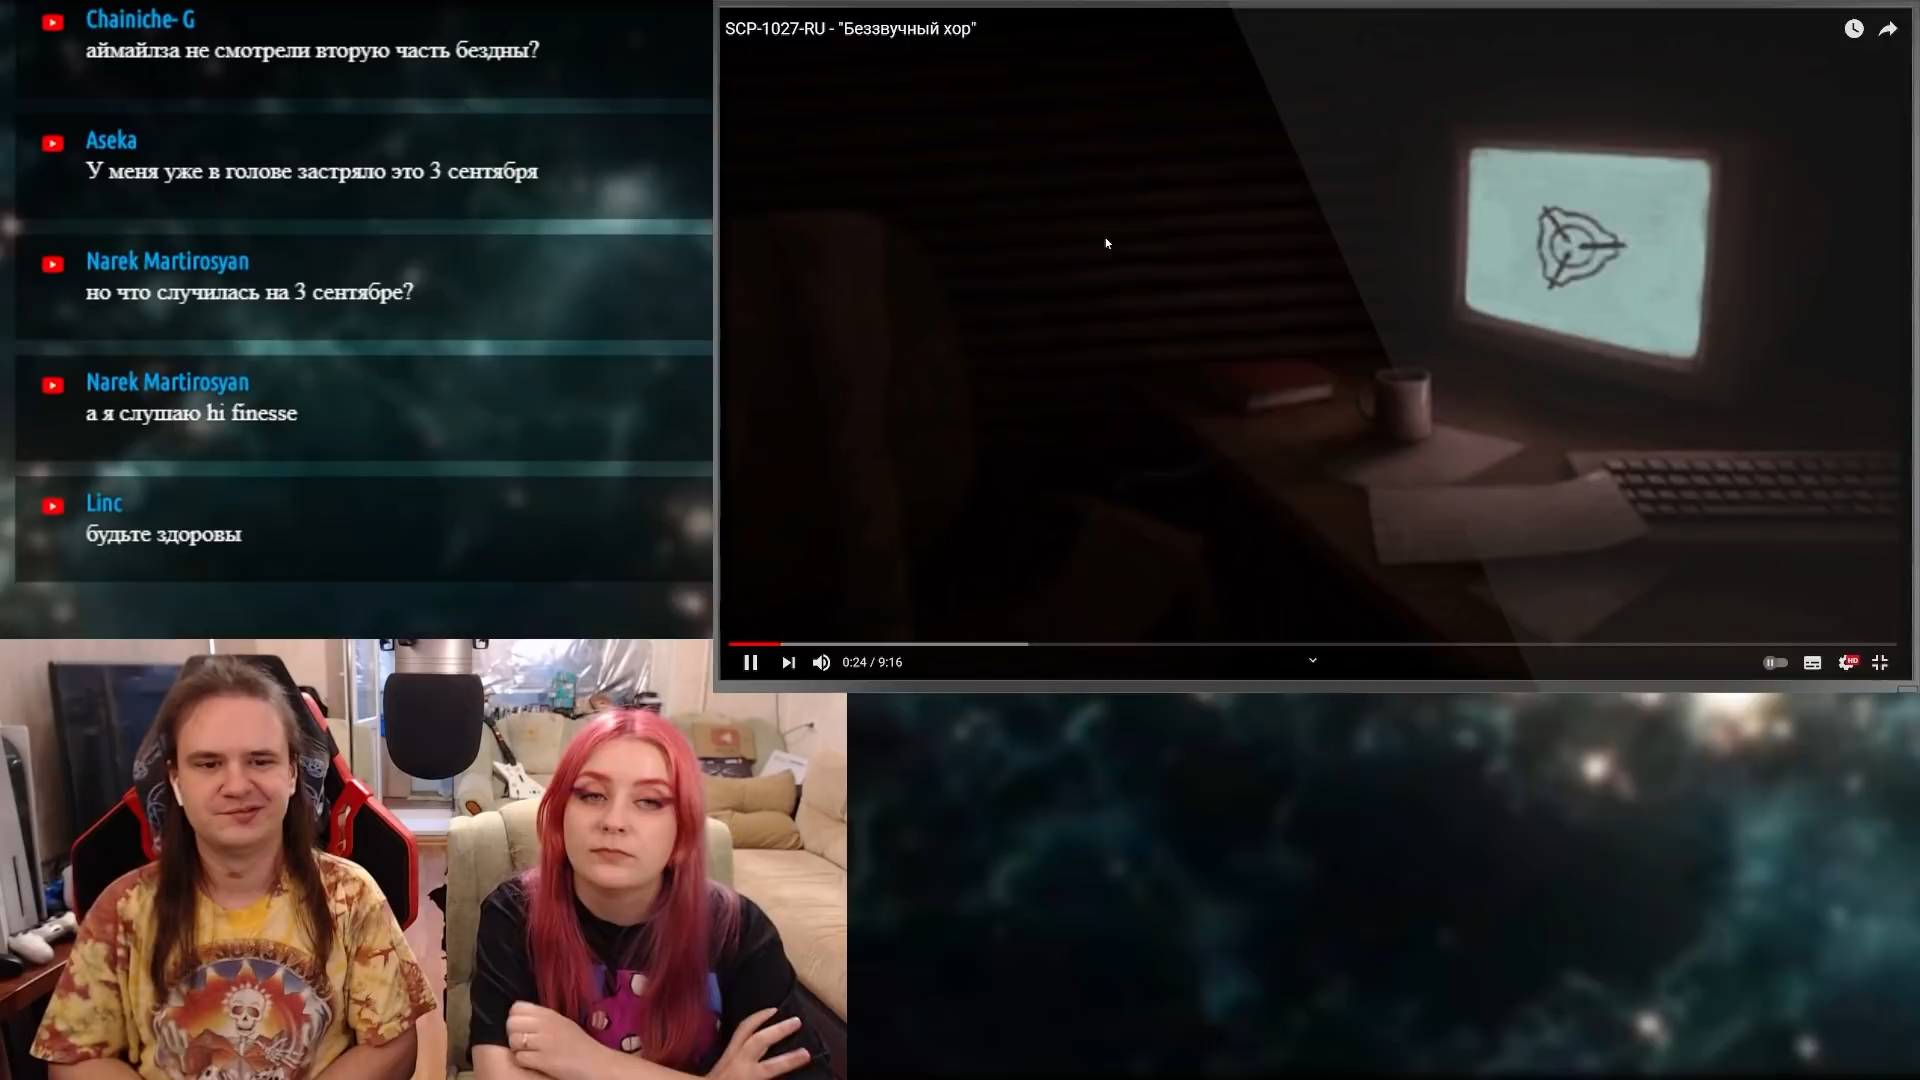 Chainiche- G
аймайлза не смотрели вторую часть бездны?
Aseka
У меня уже в голове застряло это 3 сентября
Narek Martirosyan
но что случилась на 3 сентябре?
Narek Martirosyan
а я слушаю hi finesse
Linc
будьте здоровы
SCP-1027-RU - "Беззвучный хор"
0:24 / 9:16
HD